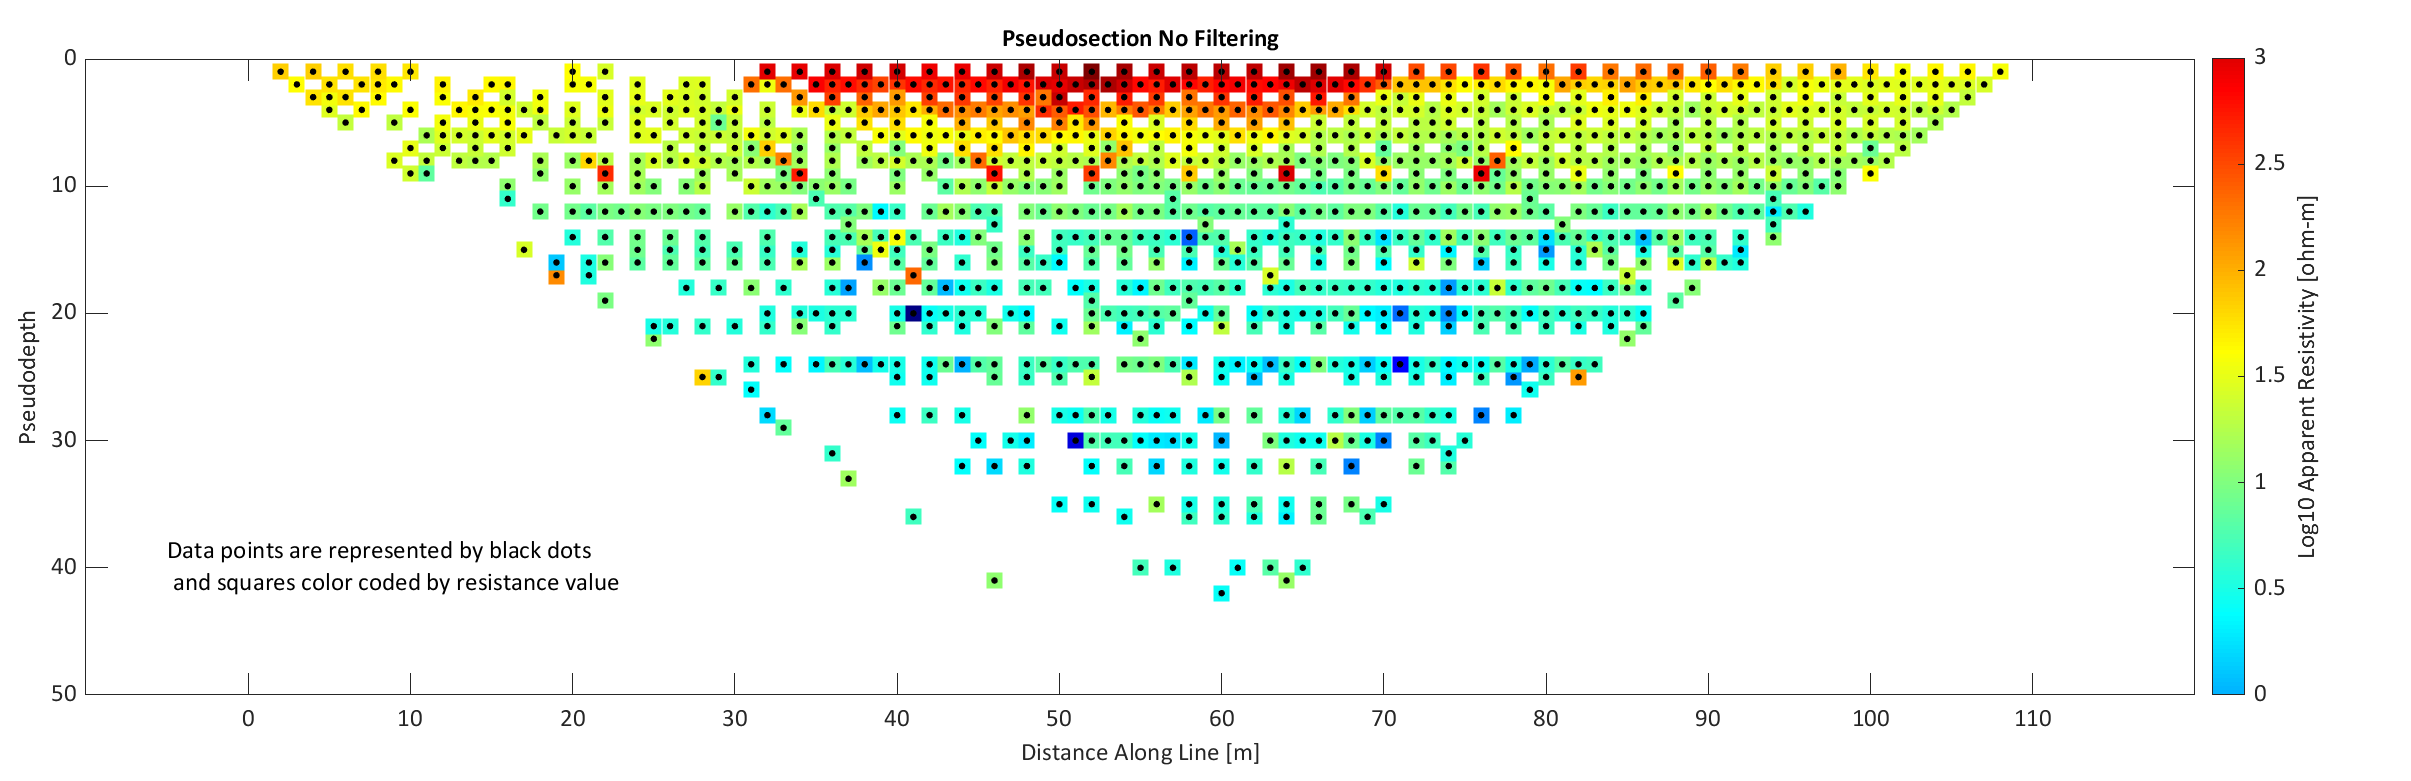 Pseudosection No Filtering
0
10
20
30
40
50
Pseudodepth
Data points are represented by black dots
and squares color coded by resistance value
0 10 20 30 40 50 60 70 80 90 100 110
Distance Along Line [m]
3
2.5
2
1.5
1
0.5
0
Log10 Apparent Resistivity [ohm-m]